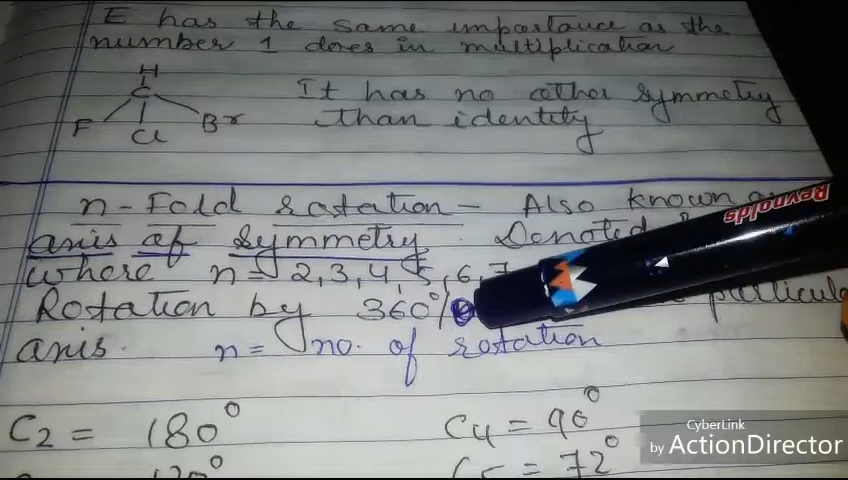 E has the same importance as the
number 1 does in multiplication
H
C
F
Cl
Br
It has no other symmetry
than identity
n-Fold rotation - Also known
axis of symmetry. Denoted
where n = 2,3,4,5,6,7
Rotation by 360°/
particula
axis. n = no. of rotation
Reynolds
C2 = 180°
C4 = 90°
C5 = 72°
120°
CyberLink
by ActionDirector